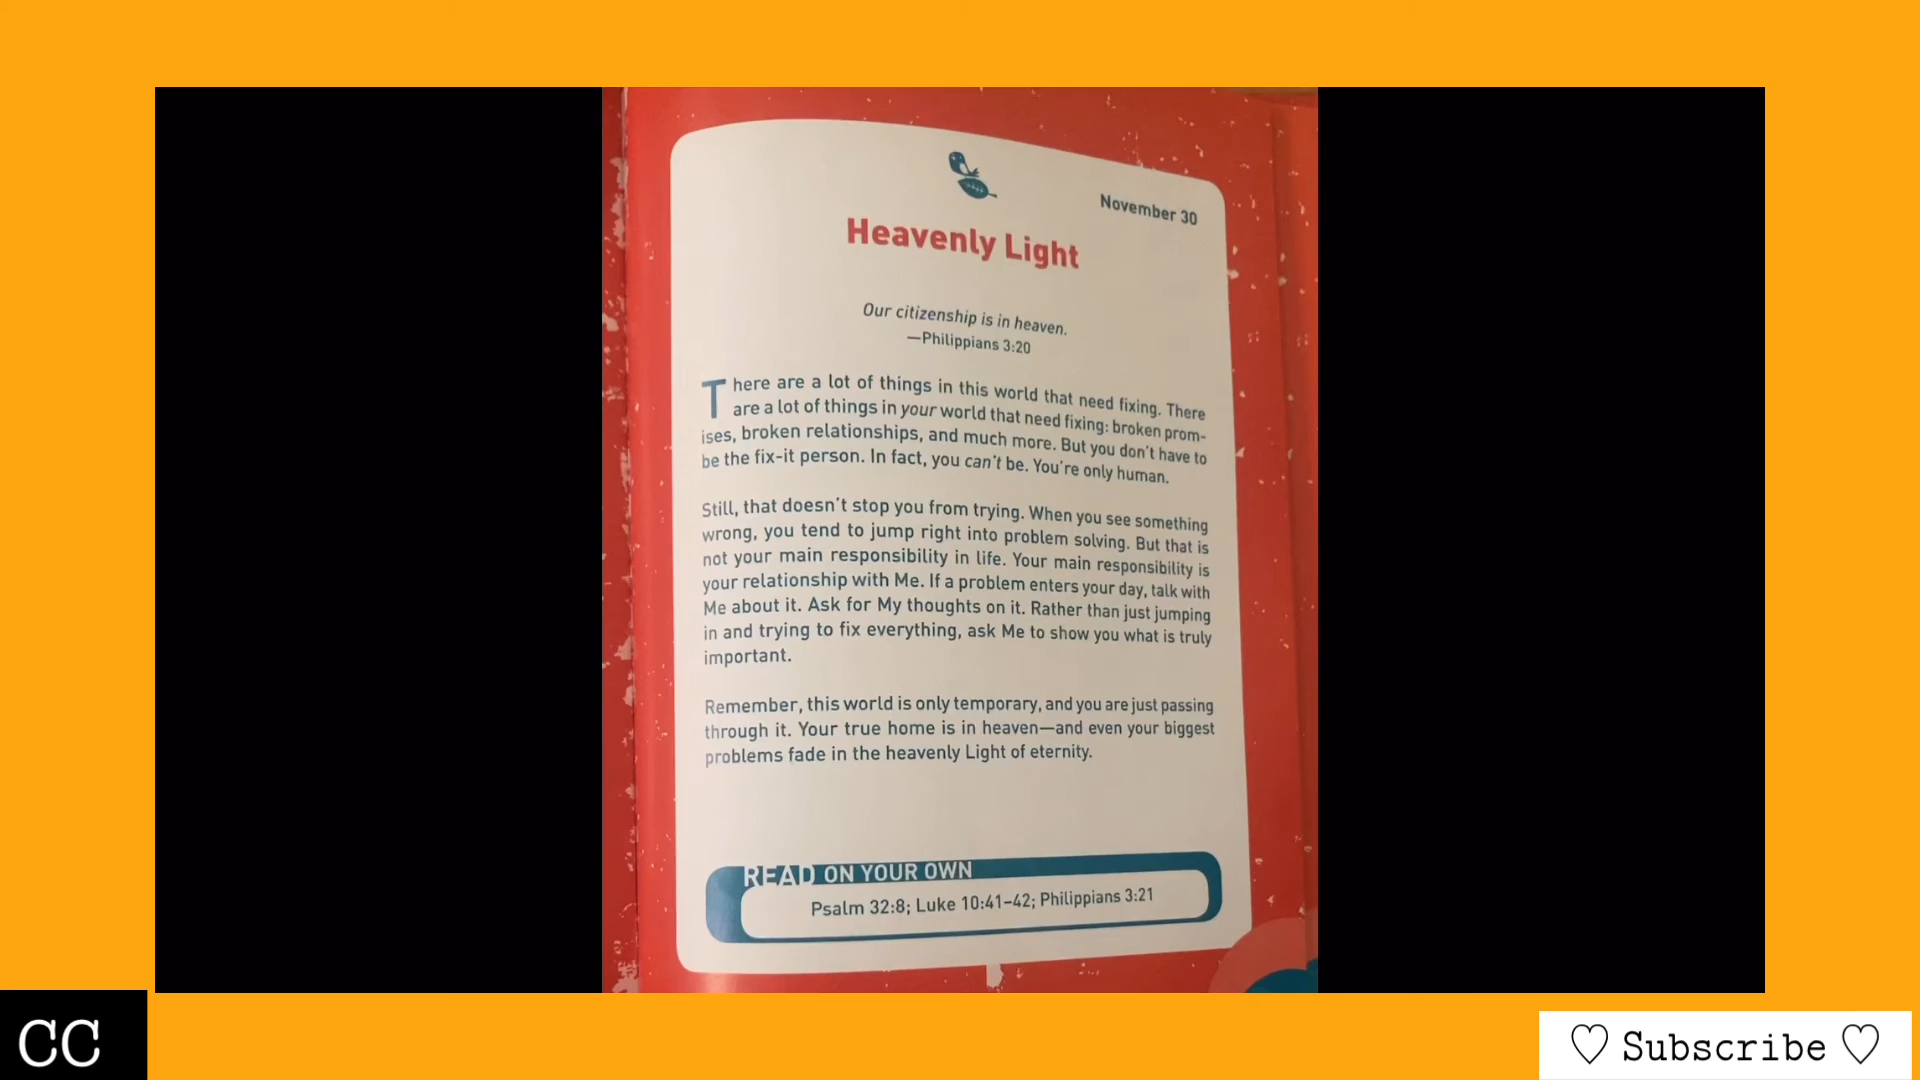 November 30
Heavenly Light
Our citizenship is in heaven.
—Philippians 3:20
There are a lot of things in this world that need fixing. There
are a lot of things in your world that need fixing: broken prom-
ises, broken relationships, and much more. But you don't have to
be the fix-it person. In fact, you can't be. You're only human.
Still, that doesn't stop you from trying. When you see something
wrong, you tend to jump right into problem solving. But that is
not your main responsibility in life. Your main responsibility is
your relationship with Me. If a problem enters your day, talk with
Me about it. Ask for My thoughts on it. Rather than just jumping
in and trying to fix everything, ask Me to show you what is truly
important.
Remember, this world is only temporary, and you are just passing
through it. Your true home is in heaven—and even your biggest
problems fade in the heavenly Light of eternity.
READ ON YOUR OWN
Psalm 32:8; Luke 10:41–42; Philippians 3:21
CC
♡ Subscribe ♡